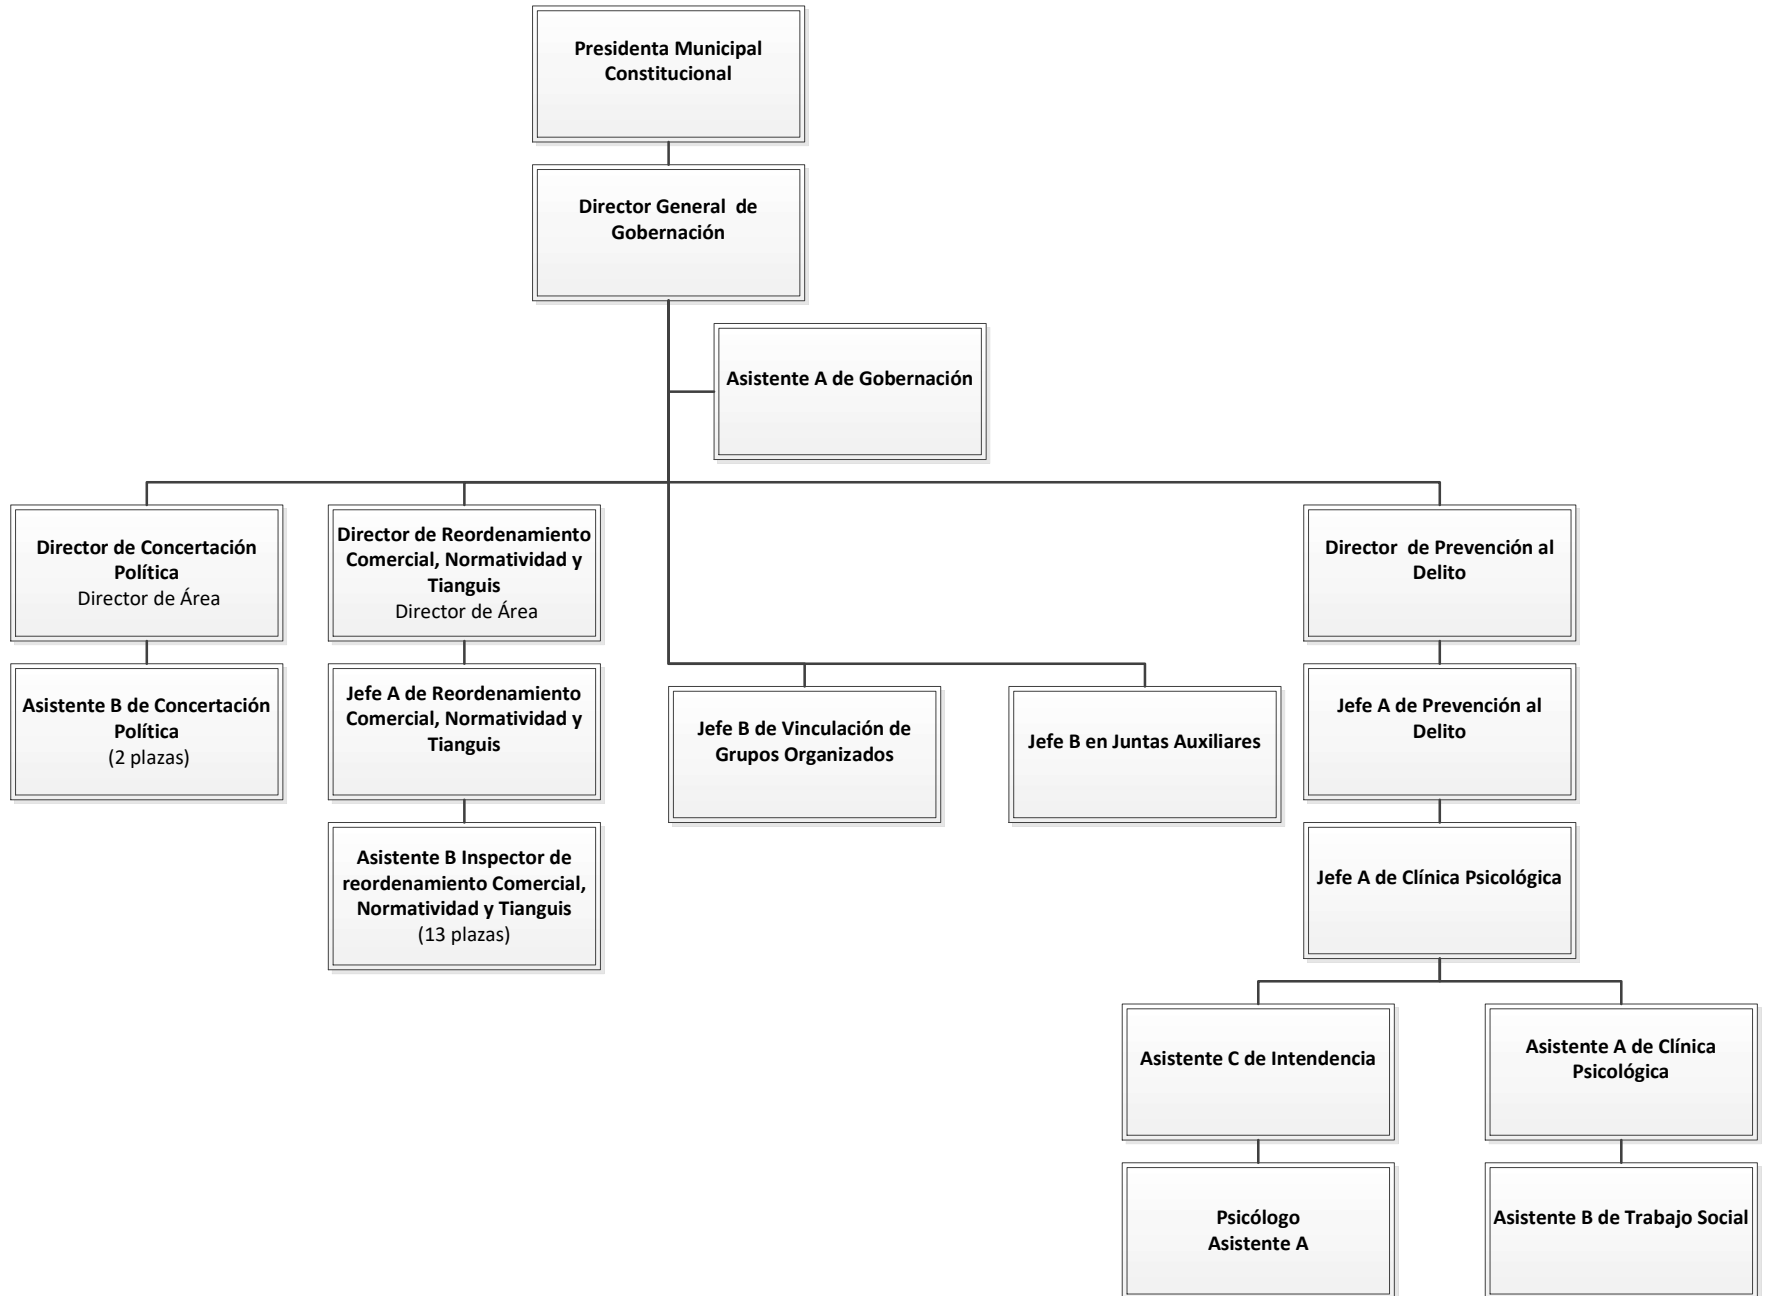 Presidenta Municipal
Constitucional
Director General  de
Gobernación
Asistente A de Gobernación
Director de Concertación
Política
Director de Área
Director de Reordenamiento
Comercial, Normatividad y
Tianguis
Director de Área
Director  de Prevención al
Delito
Asistente B de Concertación
Política
(2 plazas)
Jefe A de Reordenamiento
Comercial, Normatividad y
Tianguis
Jefe B de Vinculación de
Grupos Organizados
Jefe B en Juntas Auxiliares
Jefe A de Prevención al
Delito
Asistente B Inspector de
reordenamiento Comercial,
Normatividad y Tianguis
(13 plazas)
Jefe A de Clínica Psicológica
Asistente C de Intendencia
Asistente A de Clínica
Psicológica
Psicólogo
Asistente A
Asistente B de Trabajo Social